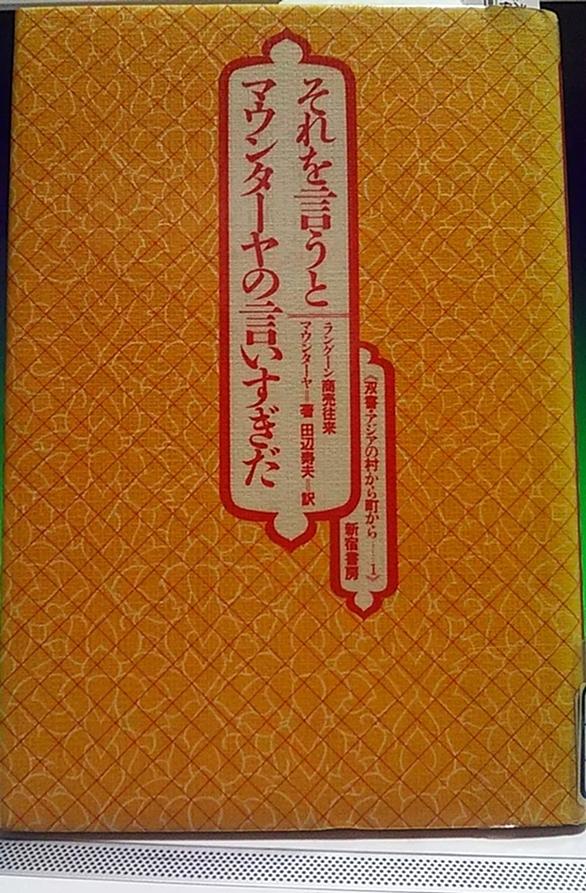 それを言うと
マウンターヤの言いすぎだ
ラングーン商売往来
マウンターヤ＝著 田辺寿夫＝訳
《双書・アジアの村から町から……1》
新宿書房